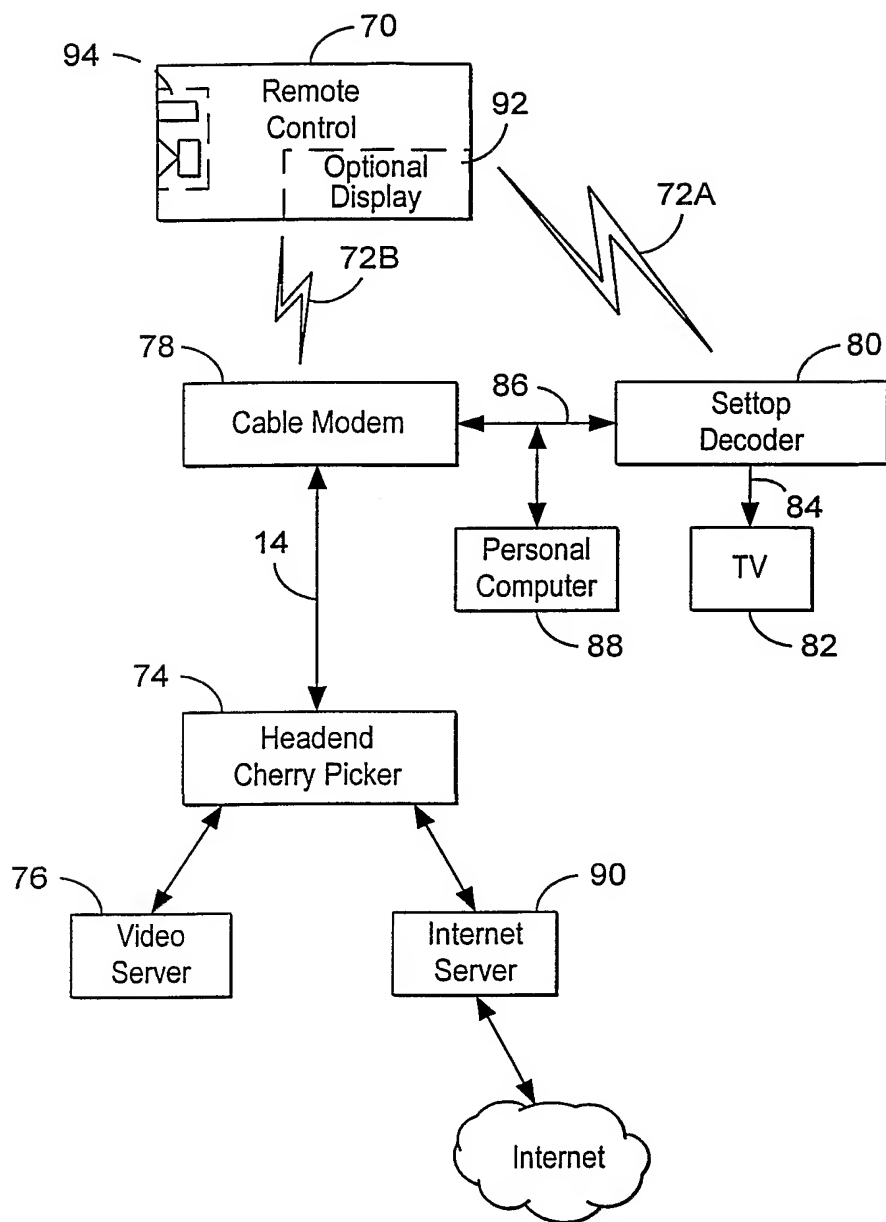 70
94
Remote
Control
92
Optional
Display
72A
72B
78
80
86
Cable Modem
Settop
Decoder
84
14
Personal
Computer
TV
88
82
74
Headend
Cherry Picker
76
90
Video
Server
Internet
Server
Internet